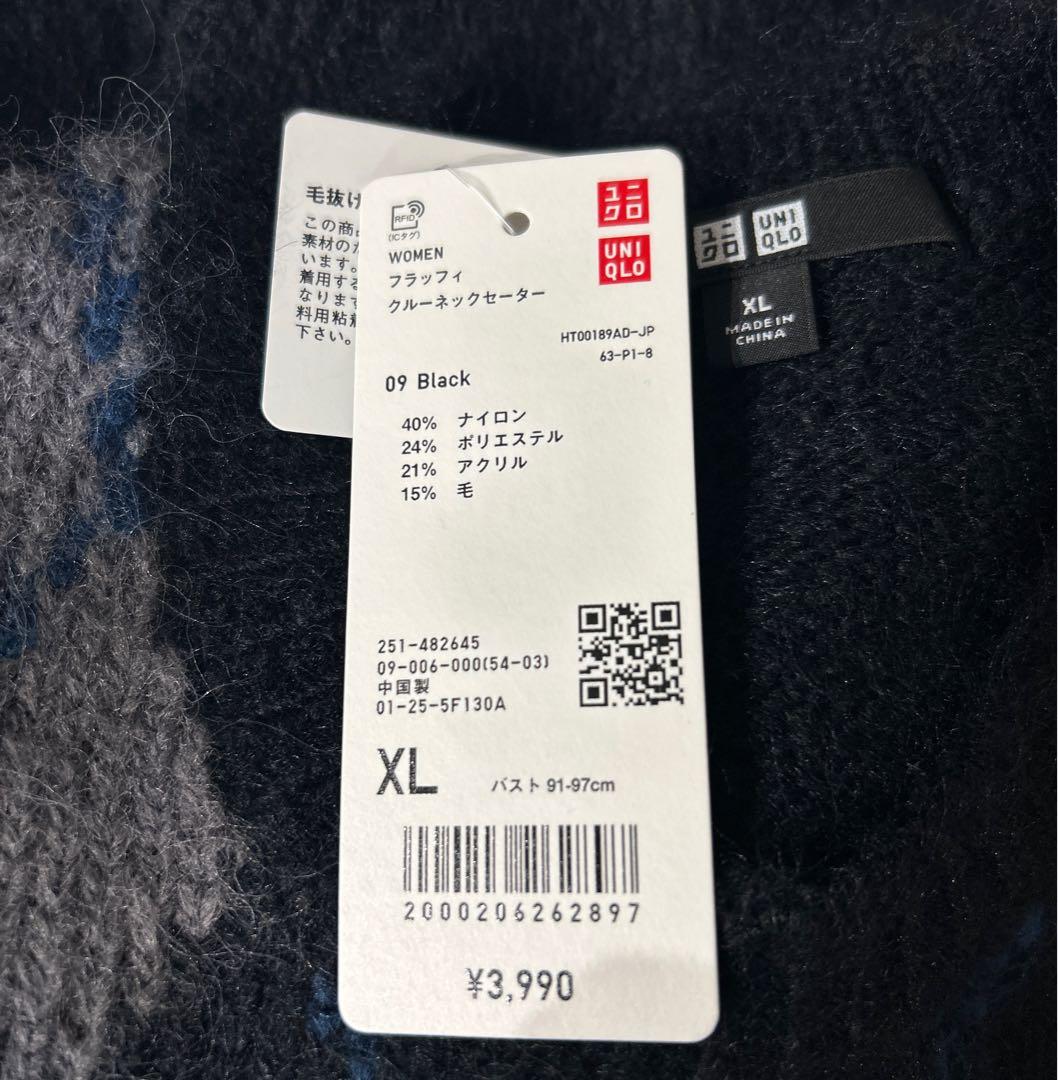 毛抜け
この商品
素材の
います。
着用する
なります
料用粘着
下さい。
RFID
(ICタグ)
WOMEN
フラッフィ
クルーネックセーター
ユニ
クロ
UNI
QLO
HT00189AD-JP
63-P1-8
09 Black
40% ナイロン
24% ポリエステル
21% アクリル
15% 毛
251-482645
09-006-000(54-03)
中国製
01-25-5F130A
XL バスト 91-97cm
2000206262897
¥3,990
ユニ
クロ
UNI
QLO
XL
MADE IN
CHINA